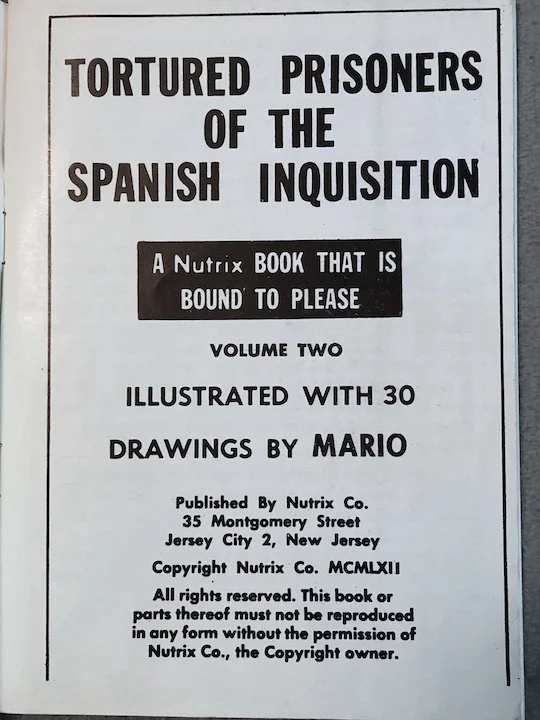 TORTURED PRISONERS
OF THE
SPANISH INQUISITION
A Nutrix BOOK THAT IS
BOUND TO PLEASE
VOLUME TWO
ILLUSTRATED WITH 30
DRAWINGS BY MARIO
Published By Nutrix Co.
35 Montgomery Street
Jersey City 2, New Jersey
Copyright Nutrix Co. MCMLXII
All rights reserved. This book or
parts thereof must not be reproduced
in any form without the permission of
Nutrix Co., the Copyright owner.